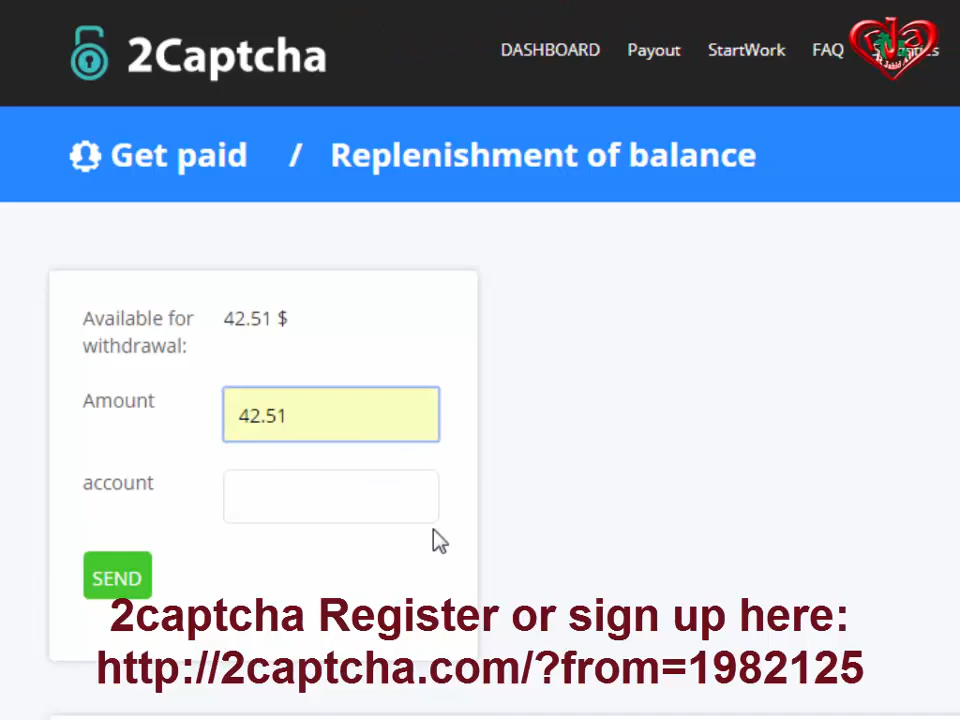 2Captcha
DASHBOARD Payout StartWork FAQ
Get paid / Replenishment of balance
Available for withdrawal: 42.51 $
Amount 42.51
account
SEND
2captcha Register or sign up here:
http://2captcha.com/?from=1982125